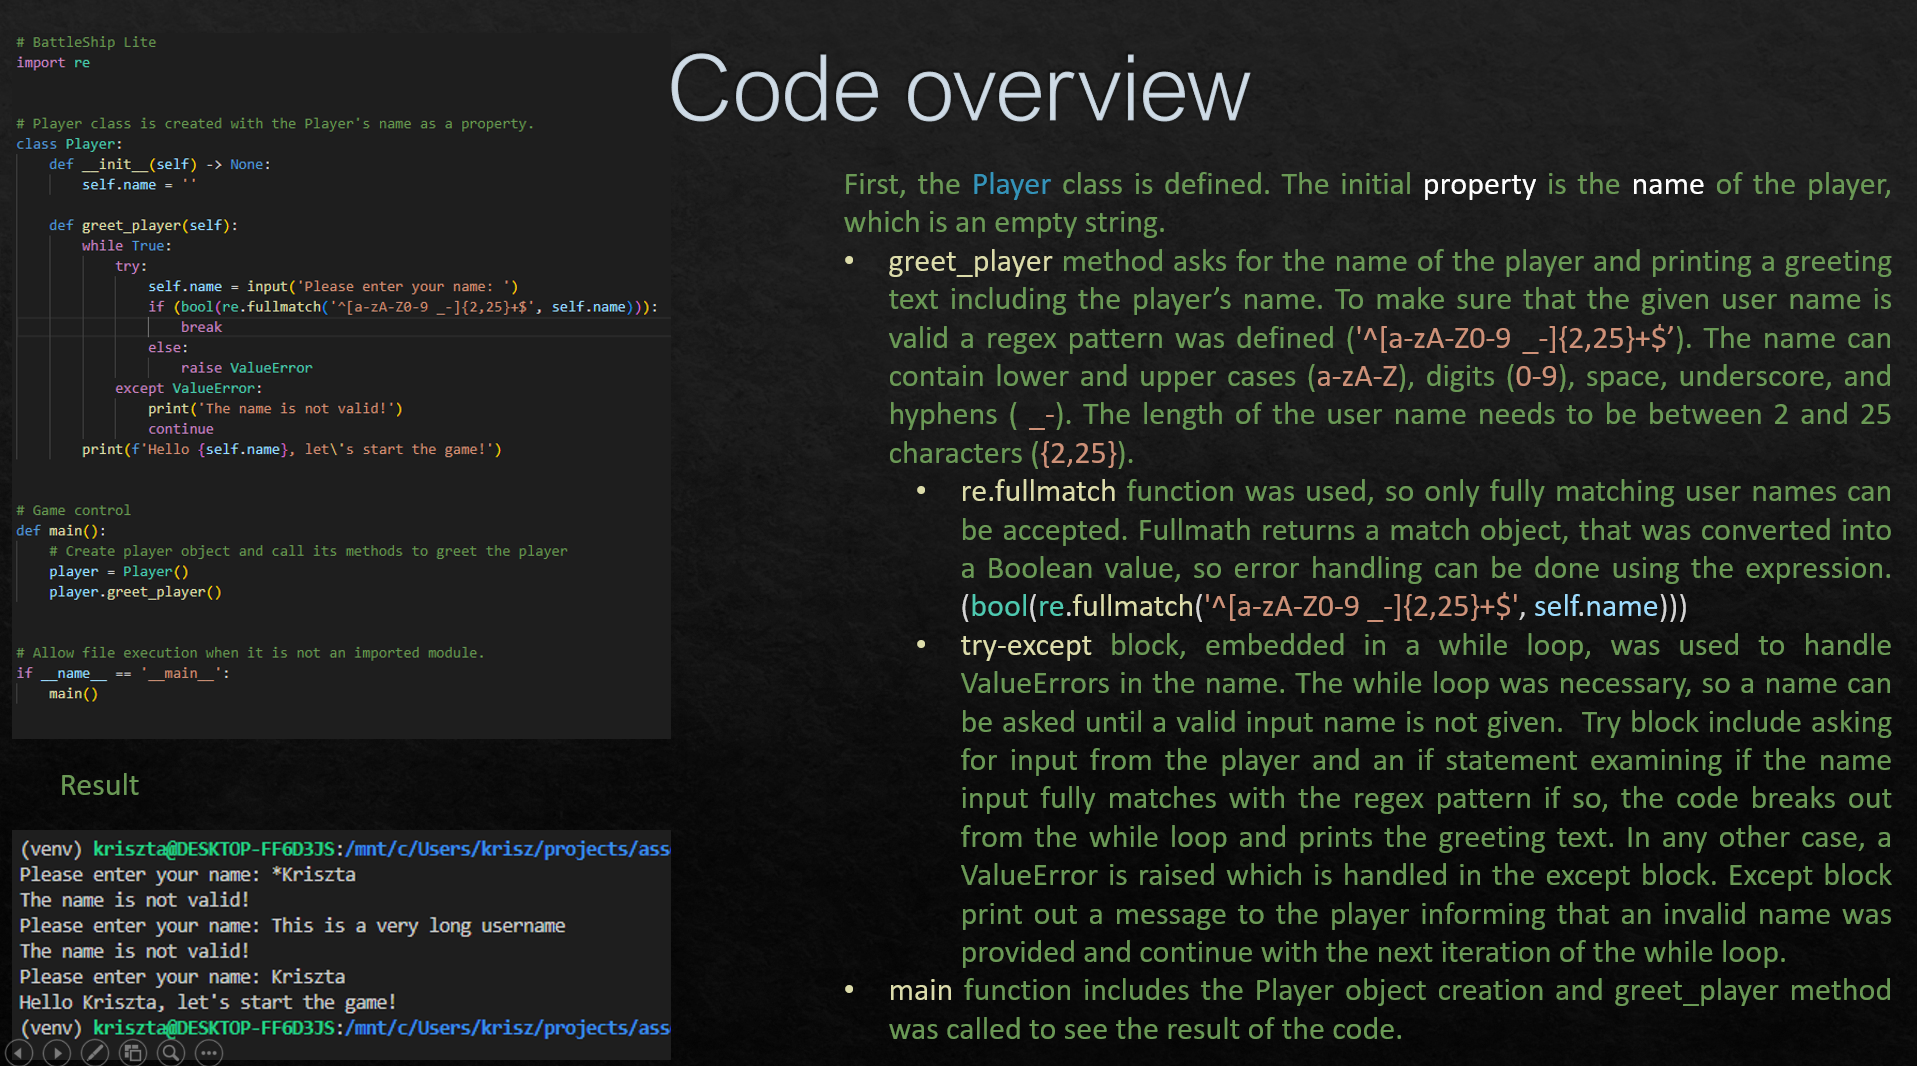 # BattleShip Lite
import re
# Player class is created with the Player's name as a property.
class Player:
    def __init__(self) -> None:
        self.name = ''
    def greet_player(self):
        while True:
            try:
                self.name = input('Please enter your name: ')
                if (bool(re.fullmatch('^[a-zA-Z0-9 _-]{2,25}+$', self.name))):
                    break
                else:
                    raise ValueError
            except ValueError:
                print('The name is not valid!')
                continue
        print(f'Hello {self.name}, let\'s start the game!')
# Game control
def main():
    # Create player object and call its methods to greet the player
    player = Player()
    player.greet_player()
# Allow file execution when it is not an imported module.
if __name__ == '__main__':
    main()
Result
(venv) kriszta@DESKTOP-FF6D3JS:/mnt/c/Users/krisz/projects/ass
Please enter your name: *Kriszta
The name is not valid!
Please enter your name: This is a very long username
The name is not valid!
Please enter your name: Kriszta
Hello Kriszta, let's start the game!
(venv) kriszta@DESKTOP-FF6D3JS:/mnt/c/Users/krisz/projects/ass
Code overview
First, the Player class is defined. The initial property is the name of the player,
which is an empty string.
• greet_player method asks for the name of the player and printing a greeting
text including the player’s name. To make sure that the given user name is
valid a regex pattern was defined ('^[a-zA-Z0-9 _-]{2,25}+$’). The name can
contain lower and upper cases (a-zA-Z), digits (0-9), space, underscore, and
hyphens ( _-). The length of the user name needs to be between 2 and 25
characters ({2,25}).
• re.fullmatch function was used, so only fully matching user names can
be accepted. Fullmath returns a match object, that was converted into
a Boolean value, so error handling can be done using the expression.
(bool(re.fullmatch('^[a-zA-Z0-9 _-]{2,25}+$', self.name)))
• try-except block, embedded in a while loop, was used to handle
ValueErrors in the name. The while loop was necessary, so a name can
be asked until a valid input name is not given.  Try block include asking
for input from the player and an if statement examining if the name
input fully matches with the regex pattern if so, the code breaks out
from the while loop and prints the greeting text. In any other case, a
ValueError is raised which is handled in the except block. Except block
print out a message to the player informing that an invalid name was
provided and continue with the next iteration of the while loop.
• main function includes the Player object creation and greet_player method
was called to see the result of the code.